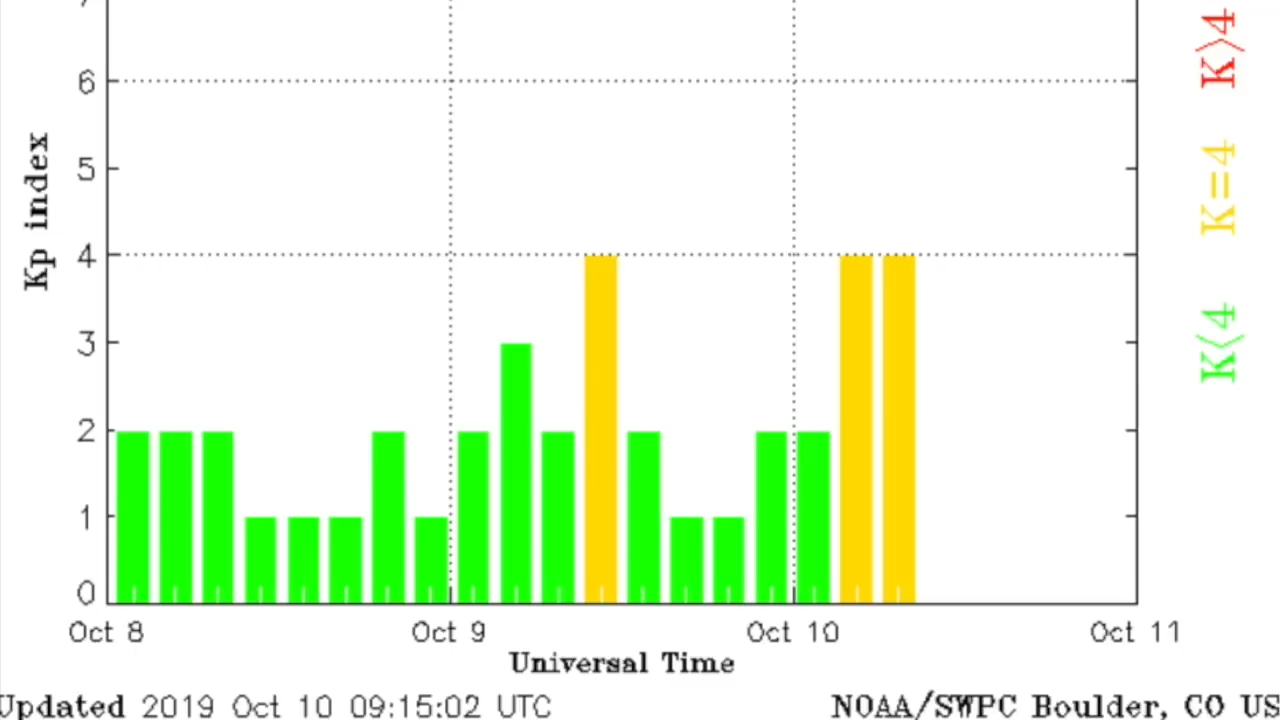 7
6
5
4
3
2
1
0
Kp index
Oct 8
Oct 9
Oct 10
Oct 11
Universal Time
Updated 2019 Oct 10 09:15:02 UTC
NOAA/SWPC Boulder, CO US
K>4
K=4
K<4